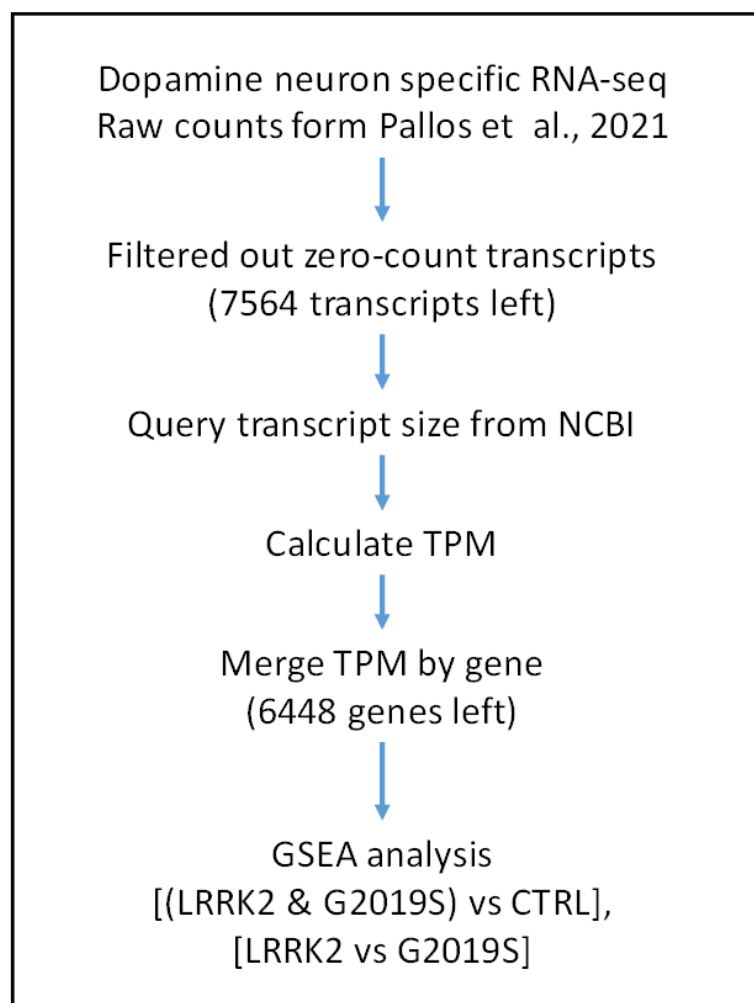 Dopamine neuron specific RNA-seq
Raw counts form Pallos et al., 2021
Filtered out zero-count transcripts
(7564 transcripts left)
Query transcript size from NCBI
Calculate TPM
Merge TPM by gene
(6448 genes left)
GSEA analysis
[(LRRK2 & G2019S) vs CTRL],
[LRRK2 vs G2019S]